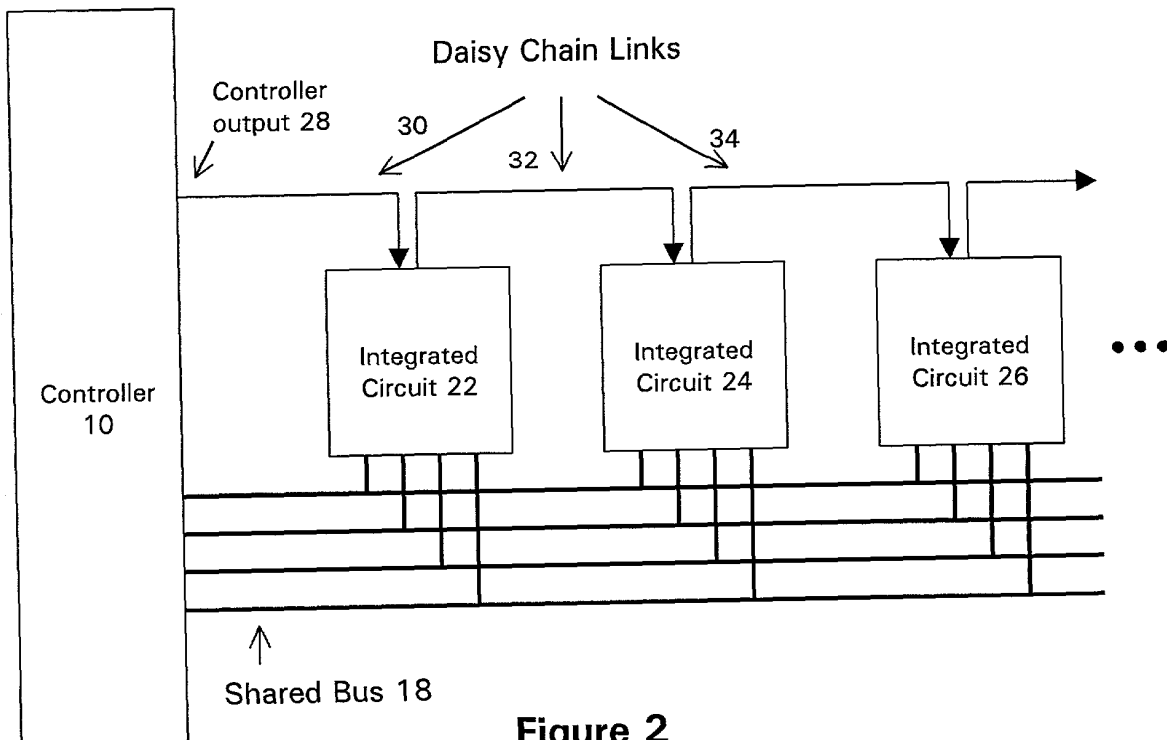 Daisy Chain Links
Controller
output 28
30
32
34
Integrated
Circuit 22
Integrated
Circuit 24
Integrated
Circuit 26
Controller
10
Shared Bus 18
Figure 2